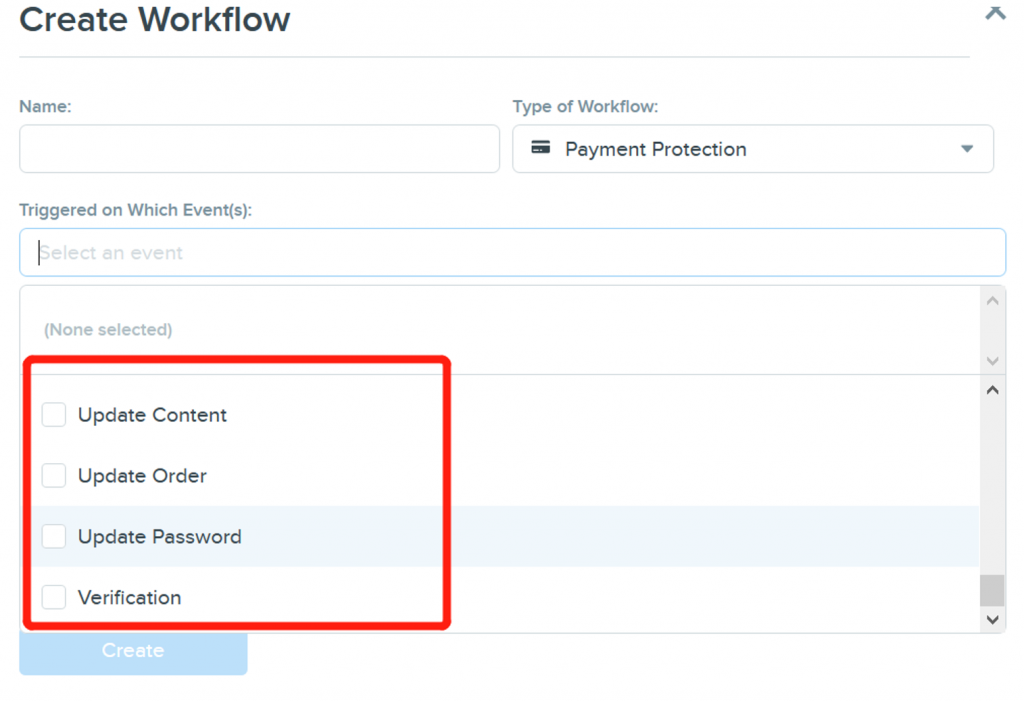 Create Workflow
Name:
Type of Workflow:
Payment Protection
Triggered on Which Event(s):
Select an event
(None selected)
Update Content
Update Order
Update Password
Verification
Create